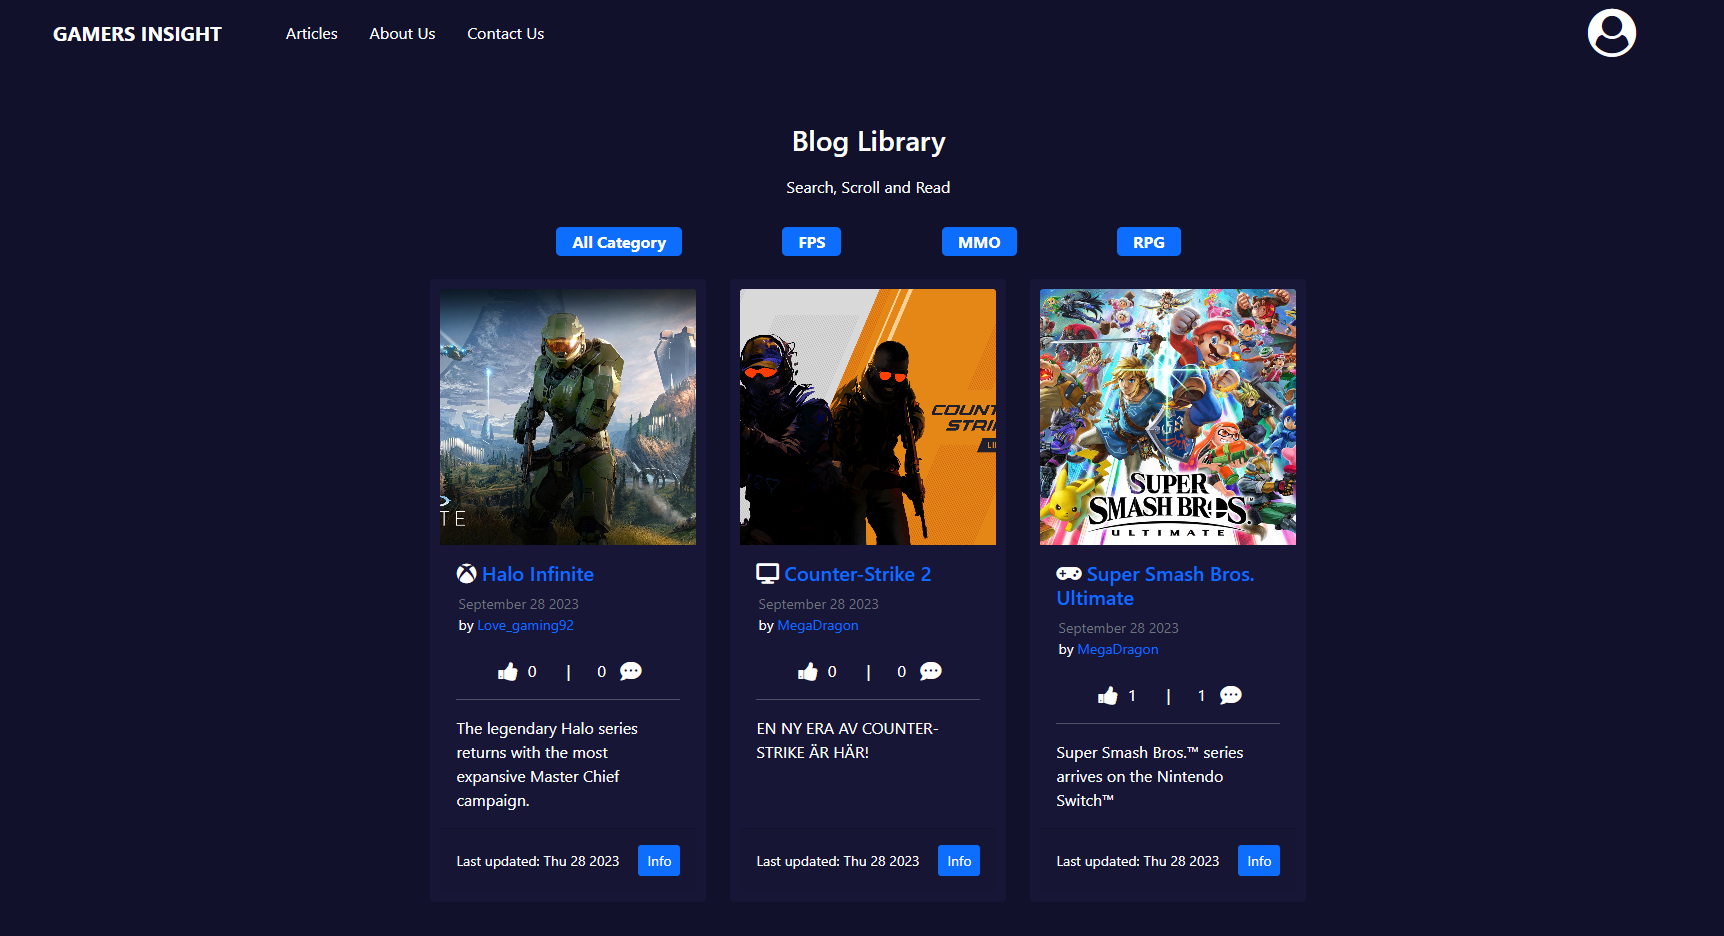 GAMERS INSIGHT Articles About Us Contact Us
Blog Library
Search, Scroll and Read
All Category FPS MMO RPG
TE
COUNT
STRI
LI
SUPER
SMASH BROS.™
ULTIMATE
Halo Infinite
September 28 2023
by Love_gaming92
0 | 0
The legendary Halo series
returns with the most
expansive Master Chief
campaign.
Last updated: Thu 28 2023 Info
Counter-Strike 2
September 28 2023
by MegaDragon
0 | 0
EN NY ERA AV COUNTER-
STRIKE ÄR HÄR!
Last updated: Thu 28 2023 Info
Super Smash Bros.
Ultimate
September 28 2023
by MegaDragon
1 | 1
Super Smash Bros.™ series
arrives on the Nintendo
Switch™
Last updated: Thu 28 2023 Info